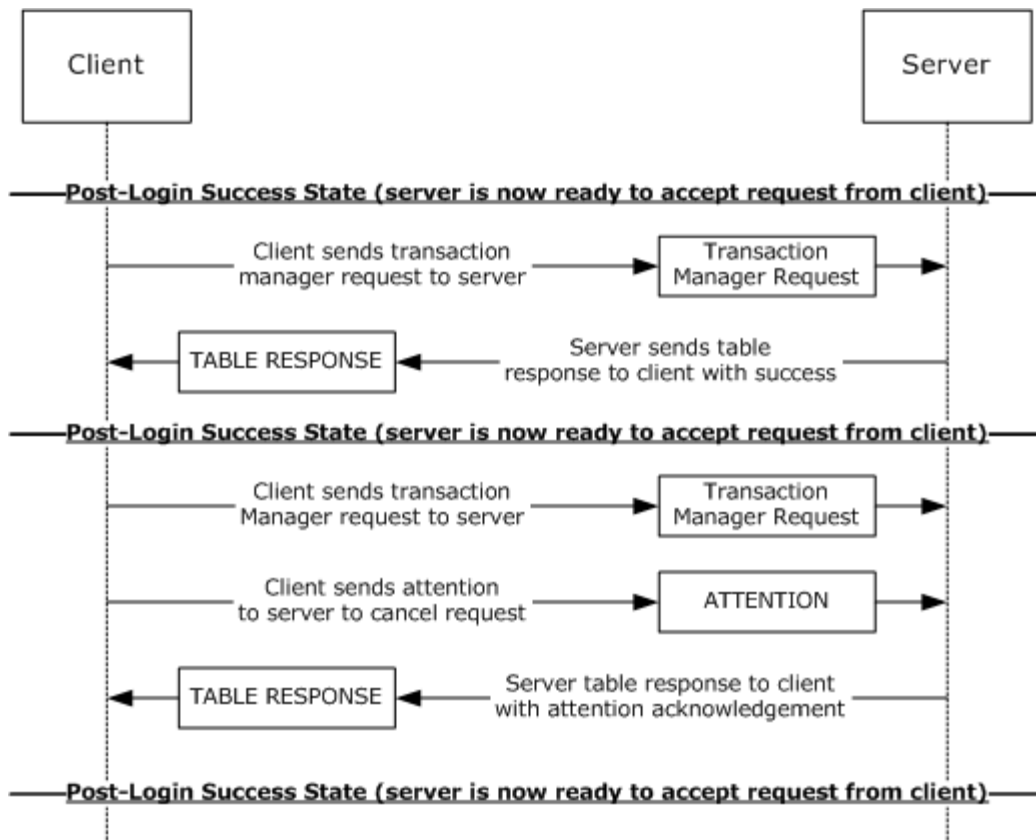 Client
Server
Post-Login Success State (server is now ready to accept request from client)
Client sends transaction
manager request to server
Transaction
Manager Request
TABLE RESPONSE
Server sends table
response to client with success
Post-Login Success State (server is now ready to accept request from client)
Client sends transaction
Manager request to server
Transaction
Manager Request
Client sends attention
to server to cancel request
ATTENTION
TABLE RESPONSE
Server table response to client
with attention acknowledgement
Post-Login Success State (server is now ready to accept request from client)